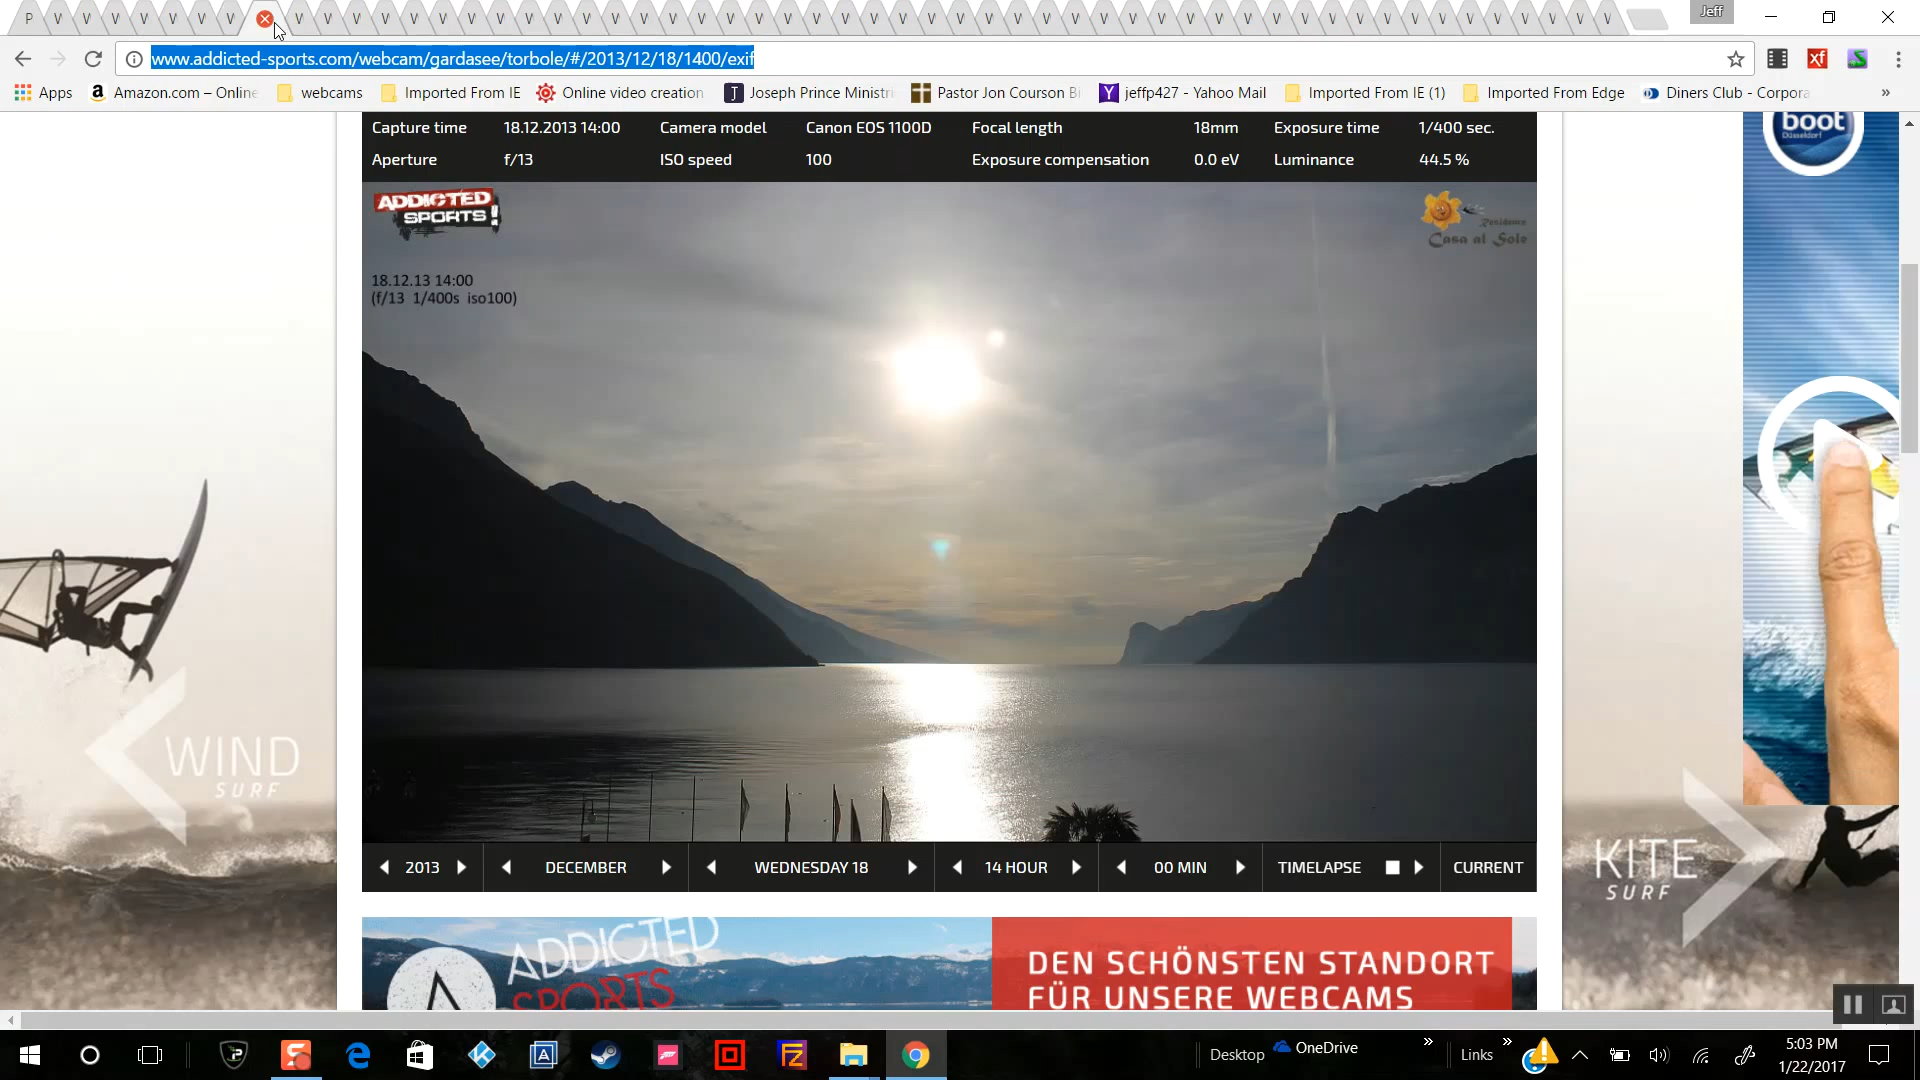 P
Jeff
www.addicted-sports.com/webcam/gardasee/torbole/#/2013/12/18/1400/exif
Apps Amazon.com – Online webcams Imported From IE Online video creation Joseph Prince Ministri Pastor Jon Courson Bi jeffp427 - Yahoo Mail Imported From IE (1) Imported From Edge Diners Club - Corpora »
Capture time 18.12.2013 14:00 Camera model Canon EOS 1100D Focal length 18mm Exposure time 1/400 sec.
Aperture f/13 ISO speed 100 Exposure compensation 0.0 eV Luminance 44.5 %
boot
Düsseldorf
ADDICTED
SPORTS!
Residence
Casa al Sole
18.12.13 14:00
(f/13 1/400s iso100)
WIND
SURF
KITE
SURF
2013 DECEMBER WEDNESDAY 18 14 HOUR 00 MIN TIMELAPSE CURRENT
ADDICTED
SPORTS
DEN SCHÖNSTEN STANDORT
FÜR UNSERE WEBCAMS
Desktop OneDrive » Links » 5:03 PM
1/22/2017